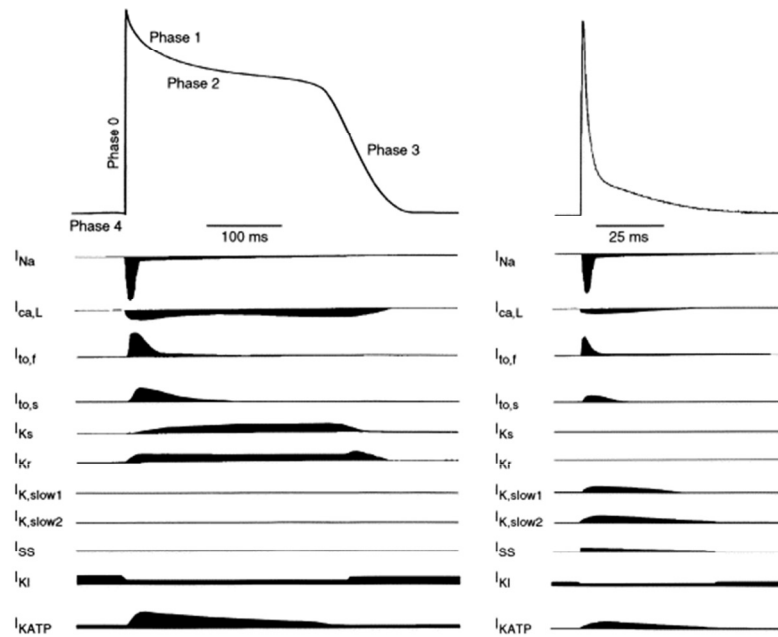 Phase 1
Phase 2
Phase 0
Phase 3
Phase 4
100 ms
25 ms
INa
Ica,L
Ito,f
Ito,s
IKs
IKr
IK,slow1
IK,slow2
ISS
IKI
IKATP
INa
Ica,L
Ito,f
Ito,s
IKs
IKr
IK,slow1
IK,slow2
ISS
IKI
IKATP